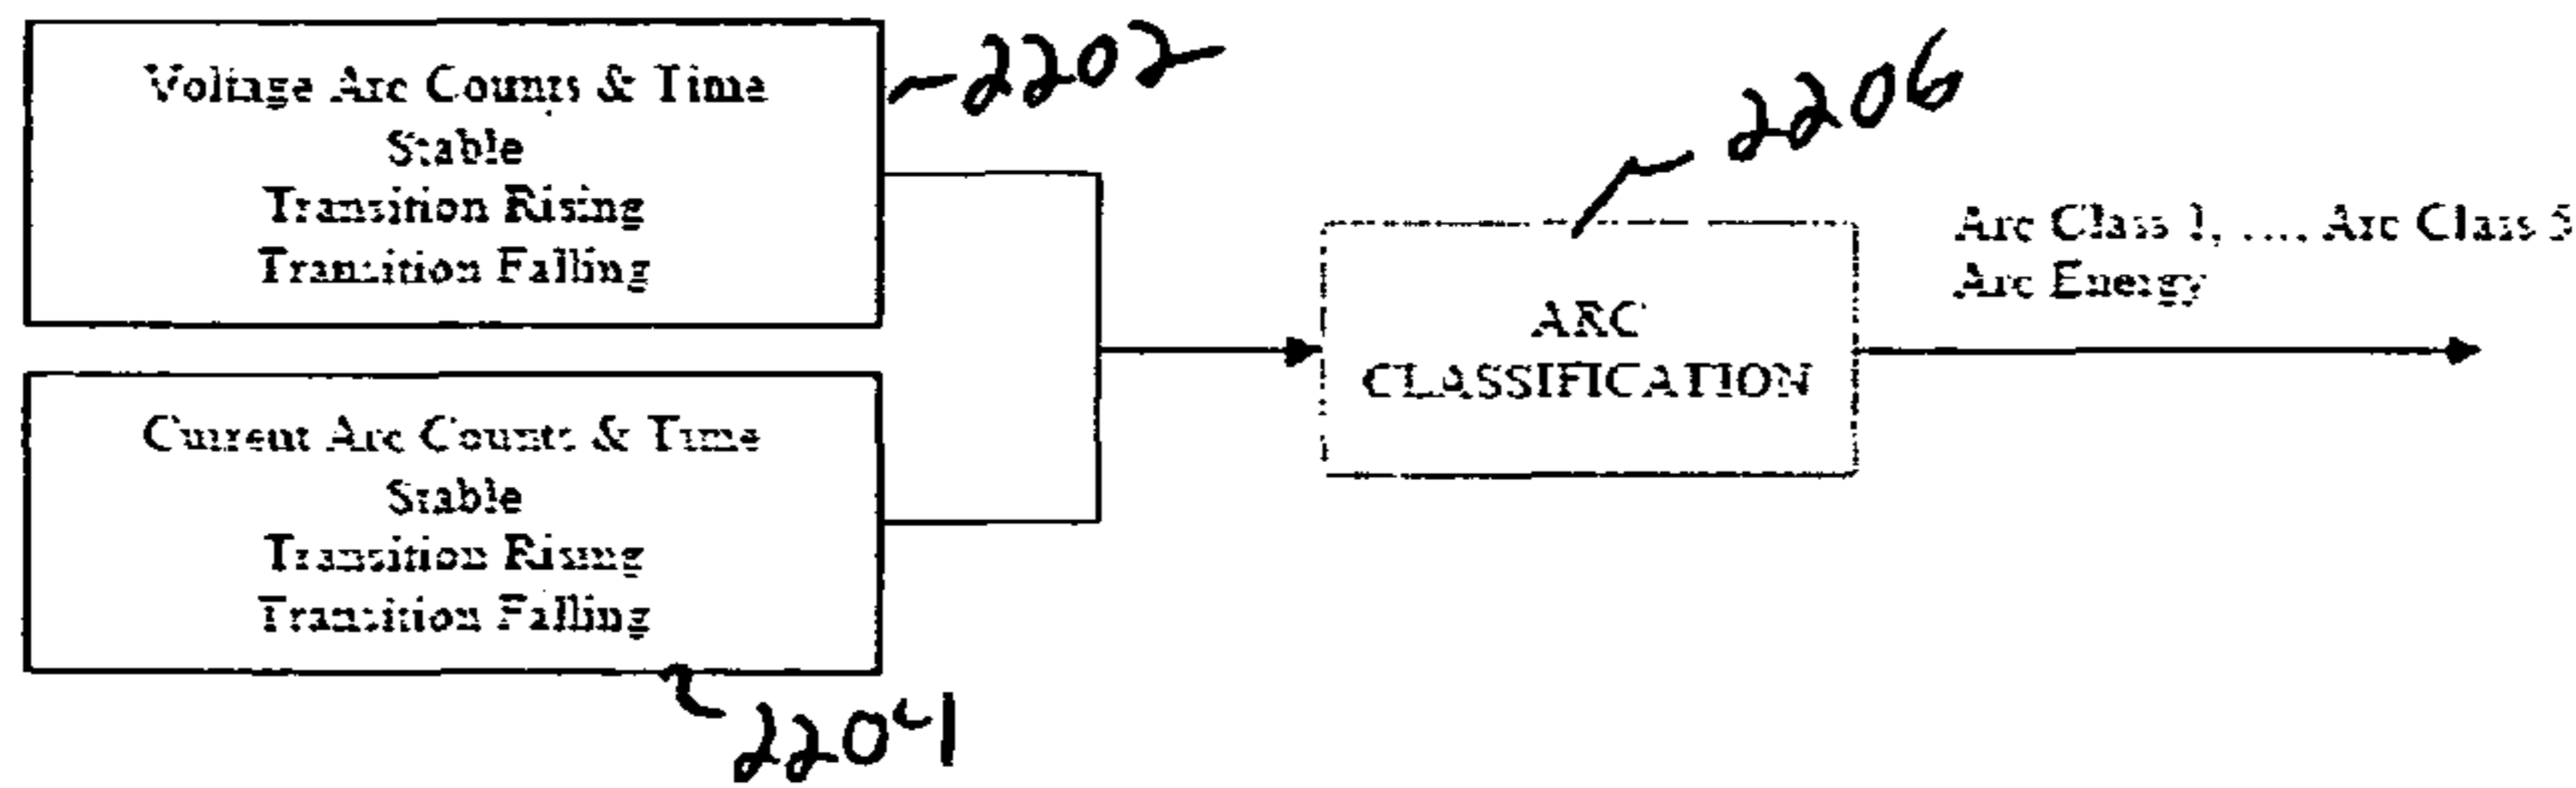 Voltage Arc Counts & Time
Stable
Transition Rising
Transition Falling
2202
Current Arc Counts & Time
Stable
Transition Rising
Transition Falling
2204
2206
ARC
CLASSIFICATION
Arc Class 1, ..., Arc Class 5
Arc Energy